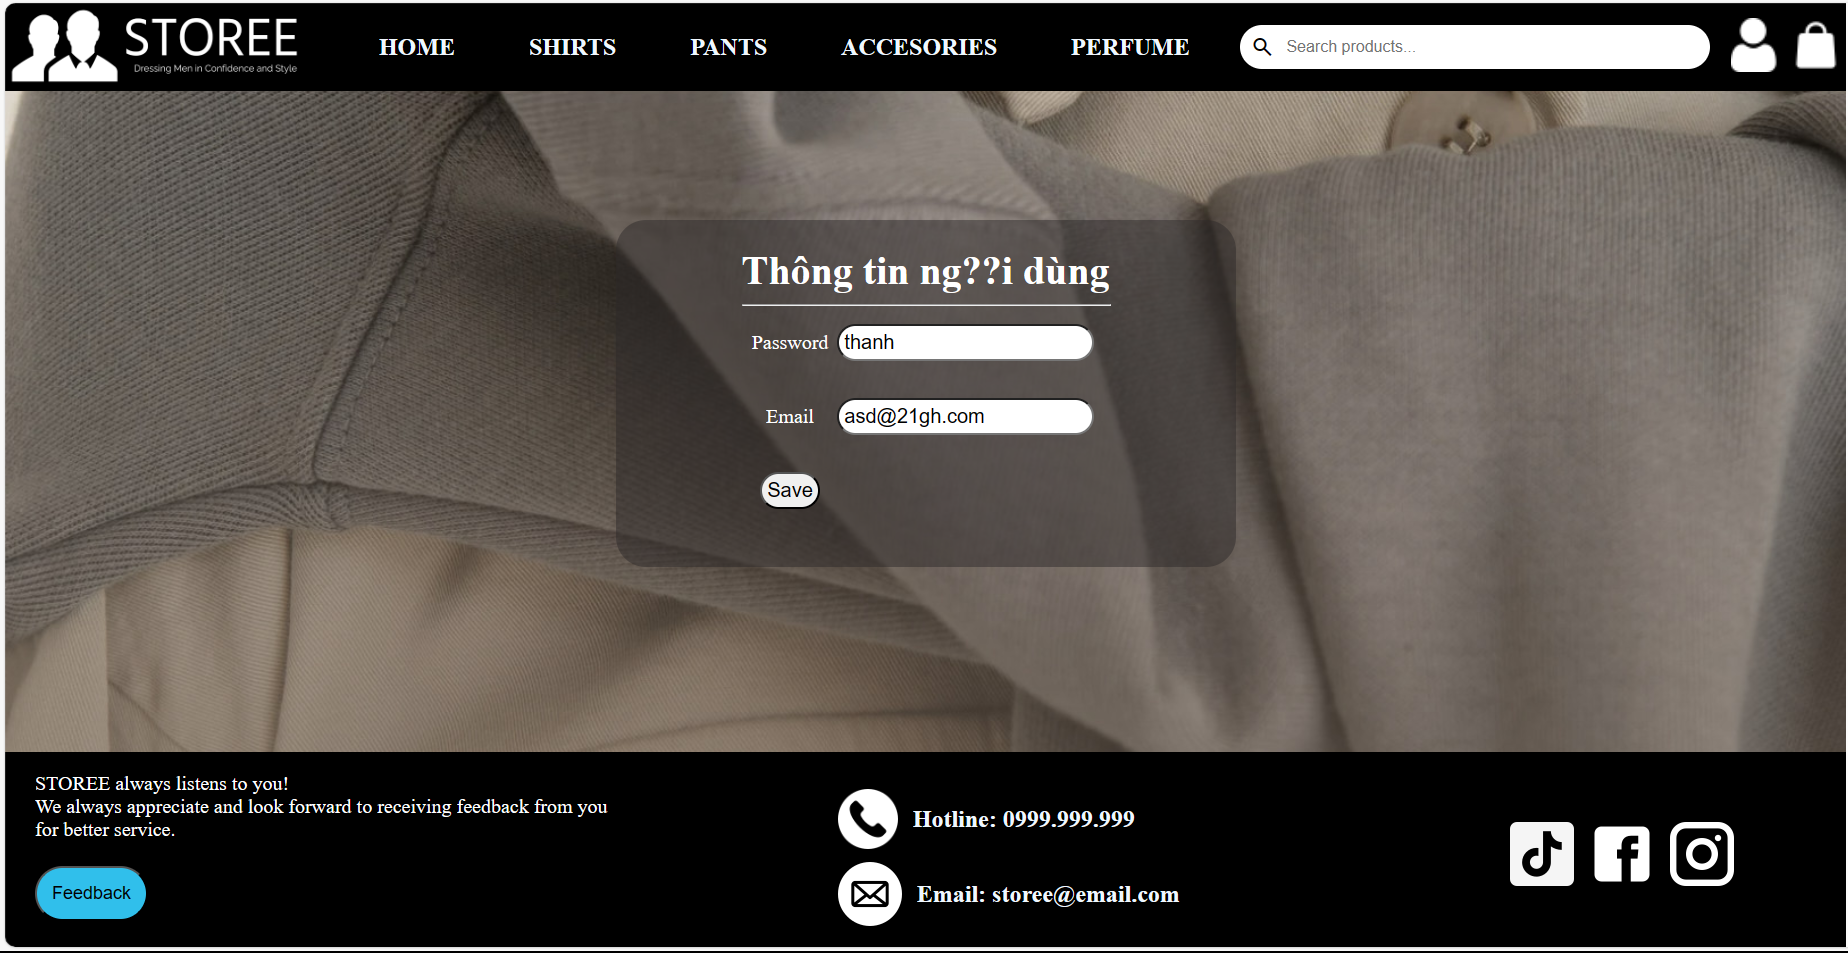 STOREE
Dressing Men in Confidence and Style
HOME
SHIRTS
PANTS
ACCESORIES
PERFUME
Search products...
Thông tin ng??i dùng
Password
thanh
Email
asd@21gh.com
Save
STOREE always listens to you!
We always appreciate and look forward to receiving feedback from you
for better service.
Feedback
Hotline: 0999.999.999
Email: storee@email.com